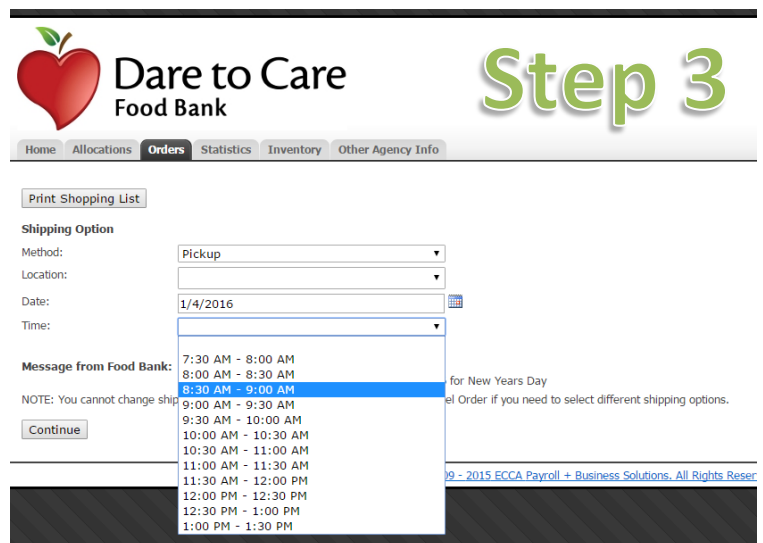 Dare to Care
Food Bank
Step 3
Home Allocations Orders Statistics Inventory Other Agency Info
Print Shopping List
Shipping Option
Method: Pickup
Location:
Date: 1/4/2016
Time:
7:30 AM - 8:00 AM
Message from Food Bank:
8:00 AM - 8:30 AM
for New Years Day
8:30 AM - 9:00 AM
NOTE: You cannot change
9:00 AM - 9:30 AM
Order if you need to select different shipping options.
9:30 AM - 10:00 AM
Continue
10:00 AM - 10:30 AM
10:30 AM - 11:00 AM
11:00 AM - 11:30 AM
11:30 AM - 12:00 PM
- 2015 ECCA Payroll + Business Solutions. All Rights
12:00 PM - 12:30 PM
12:30 PM - 1:00 PM
1:00 PM - 1:30 PM